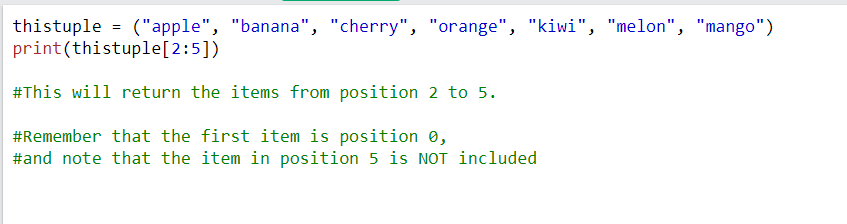 thistuple = ("apple", "banana", "cherry", "orange", "kiwi", "melon", "mango")
print(thistuple[2:5])
#This will return the items from position 2 to 5.
#Remember that the first item is position 0,
#and note that the item in position 5 is NOT included